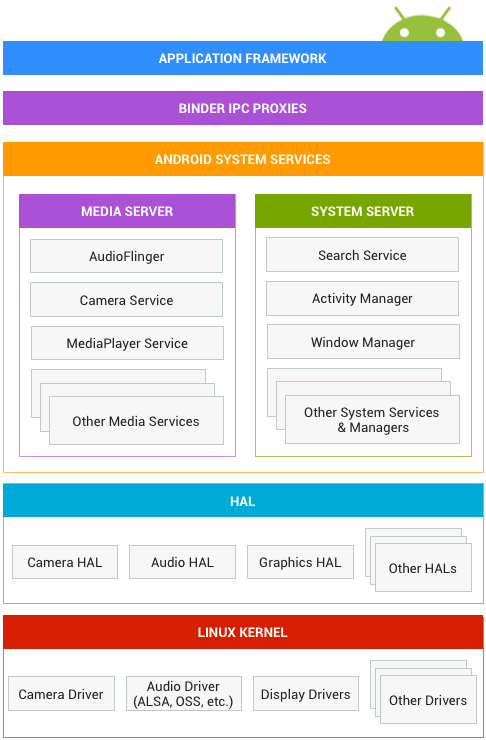 APPLICATION FRAMEWORK
BINDER IPC PROXIES
ANDROID SYSTEM SERVICES
MEDIA SERVER
AudioFlinger
Camera Service
MediaPlayer Service
Other Media Services
SYSTEM SERVER
Search Service
Activity Manager
Window Manager
Other System Services
& Managers
HAL
Camera HAL
Audio HAL
Graphics HAL
Other HALs
LINUX KERNEL
Camera Driver
Audio Driver
(ALSA, OSS, etc.)
Display Drivers
Other Drivers